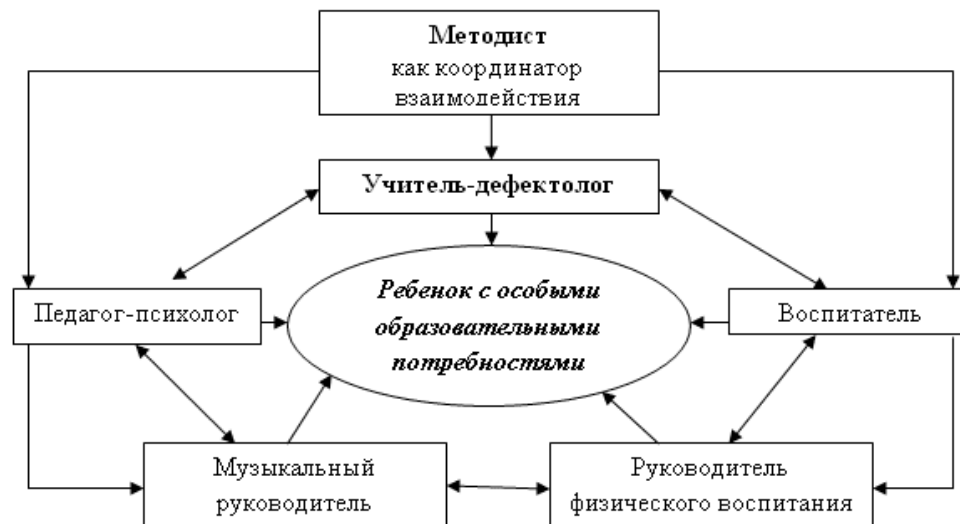 Методист
как координатор
взаимодействия
Учитель-дефектолог
Ребенок с особыми
образовательными
потребностями
Педагог-психолог
Воспитатель
Музыкальный
руководитель
Руководитель
физического воспитания